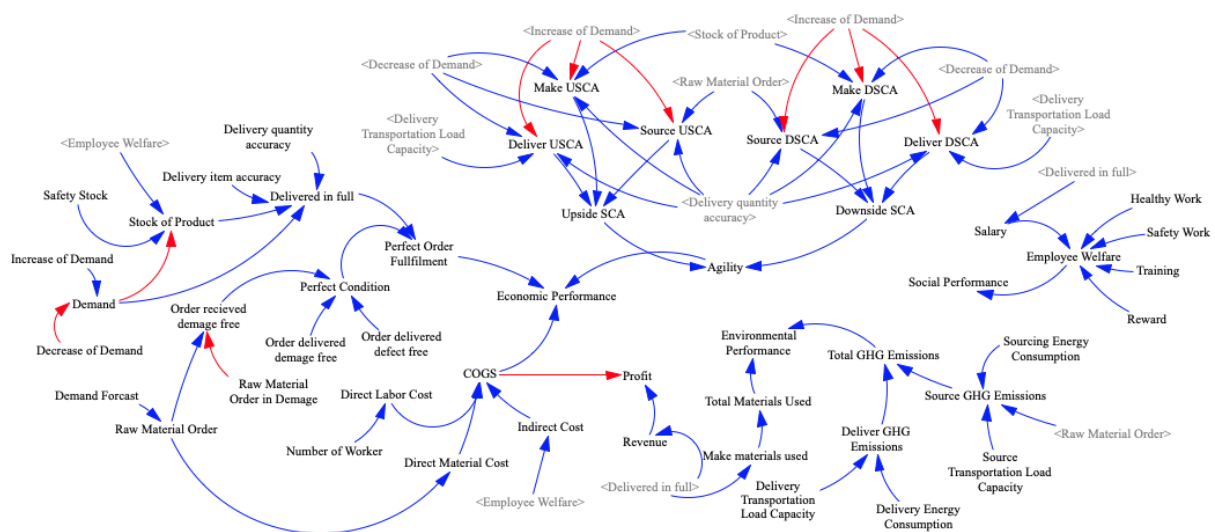 <Increase of Demand>
<Increase of Demand>
<Stock of Product>
<Decrease of Demand>
<Decrease of Demand>
Make USCA
<Raw Material Order>
Make DSCA
<Delivery
Transportation Load
Capacity>
Source USCA
Deliver USCA
Source DSCA
Deliver DSCA
<Delivery
Transportation Load
Capacity>
Delivery quantity
accuracy
<Employee Welfare>
Delivery item accuracy
Delivered in full
<Delivered in full>
Safety Stock
Stock of Product
<Delivery quantity
accuracy>
Upside SCA
Downside SCA
Healthy Work
Salary
Safety Work
Perfect Order
Fullfilment
Increase of Demand
Agility
Employee Welfare
Training
Perfect Condition
Economic Performance
Social Performance
Demand
Order recieved
demage free
Reward
Decrease of Demand
Order delivered
demage free
Order delivered
defect free
Environmental
Performance
Total GHG Emissions
Sourcing Energy
Consumption
COGS
Profit
Raw Material
Order in Demage
Demand Forcast
Direct Labor Cost
Total Materials Used
Source GHG Emissions
Raw Material Order
Indirect Cost
Number of Worker
Revenue
Deliver GHG
Emissions
<Raw Material Order>
Direct Material Cost
Make materials used
Source
Transportation Load
Capacity
<Employee Welfare>
<Delivered in full>
Delivery
Transportation
Load Capacity
Delivery Energy
Consumption